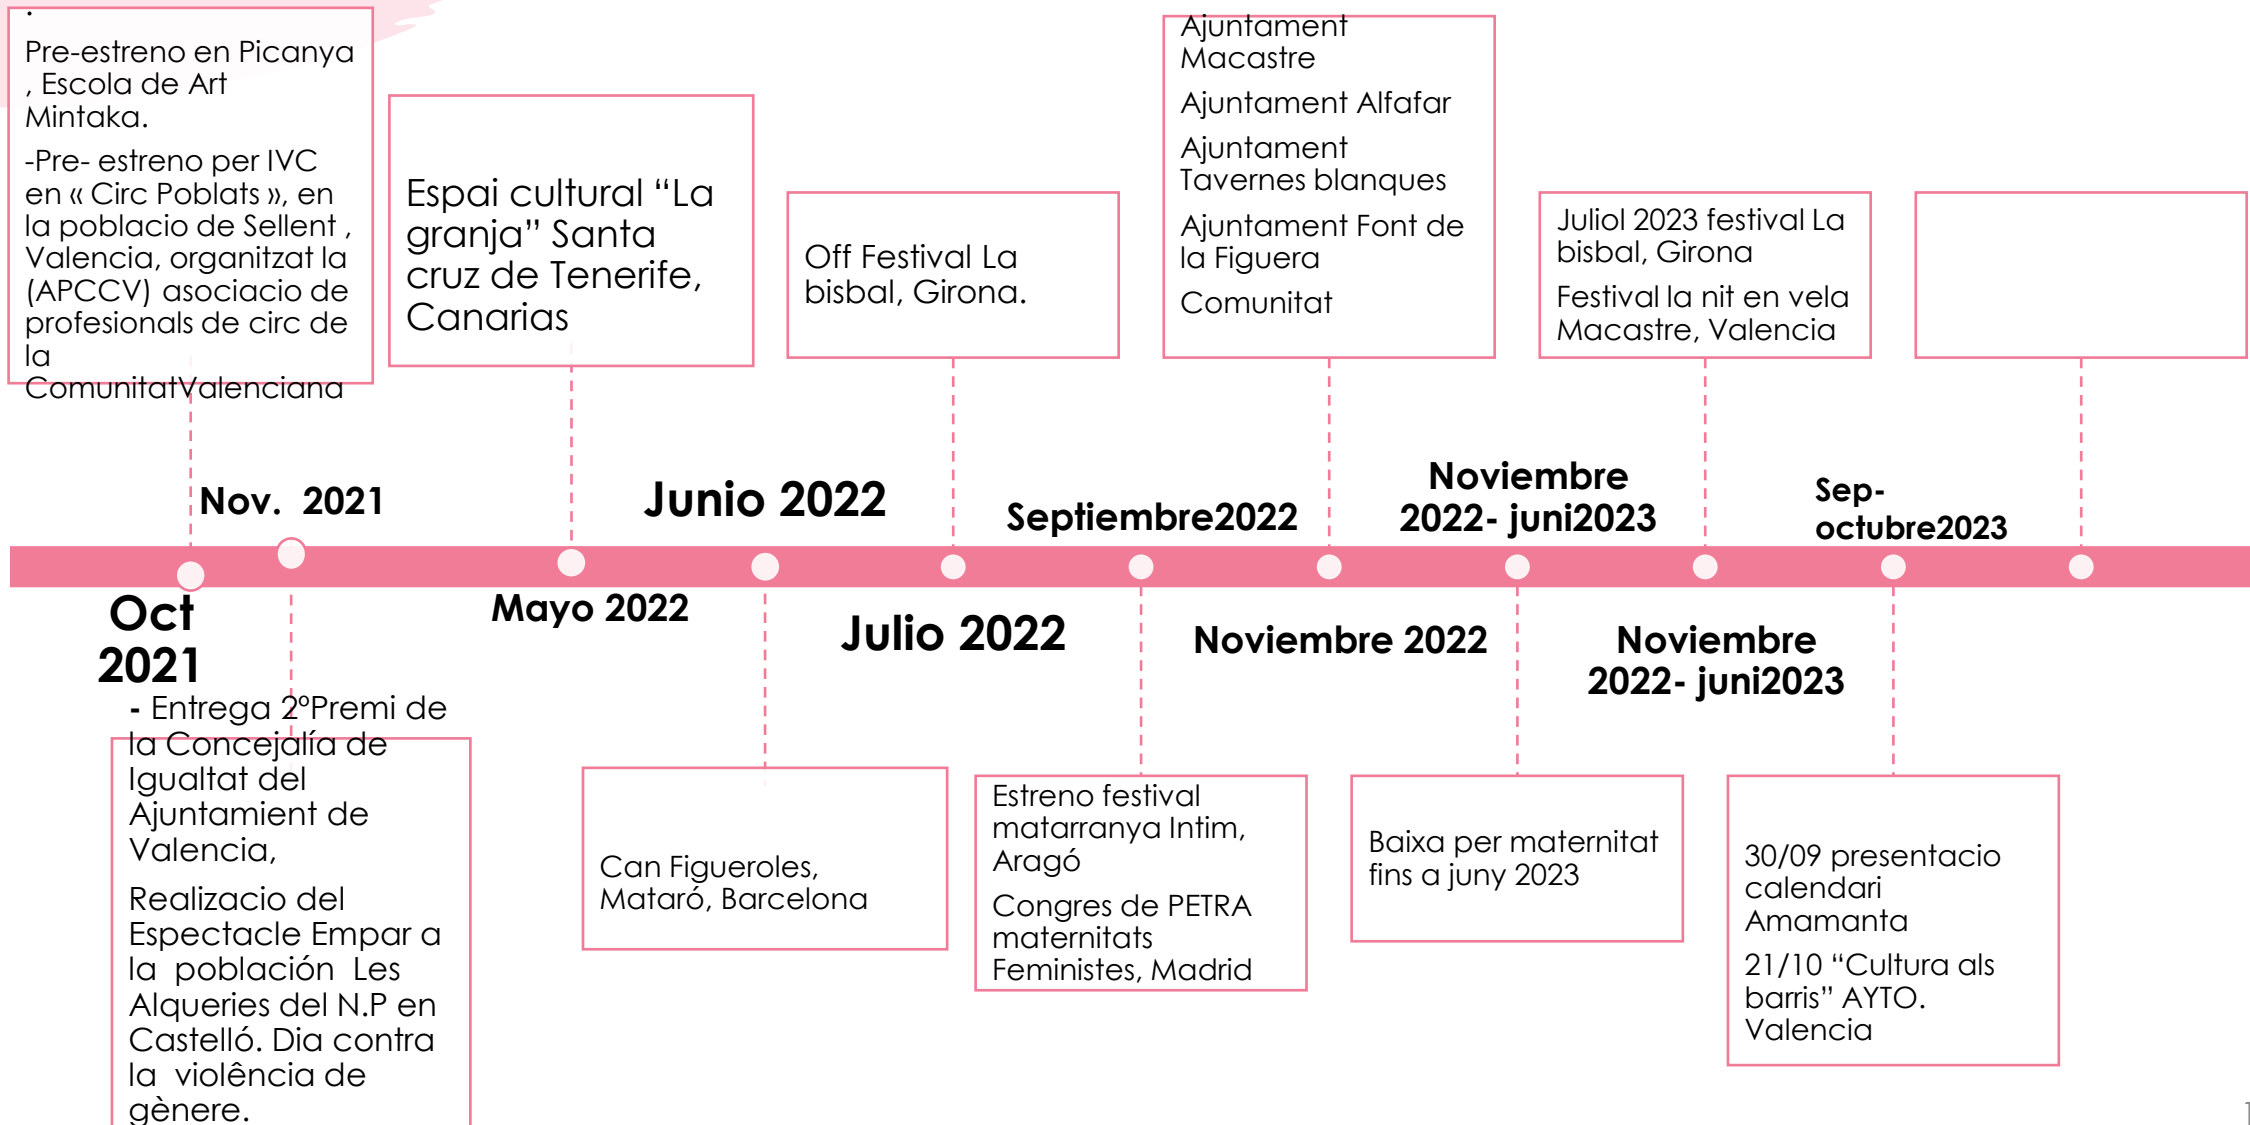 .
Pre-estreno en Picanya
, Escola de Art
Mintaka.
-Pre- estreno per IVC
en « Circ Poblats », en
la poblacio de Sellent ,
Valencia, organitzat la
(APCCV) asociacio de
profesionals de circ de
la
ComunitatValenciana
Espai cultural “La
granja” Santa
cruz de Tenerife,
Canarias
Off Festival La
bisbal, Girona.
Ajuntament
Macastre
Ajuntament Alfafar
Ajuntament
Tavernes blanques
Ajuntament Font de
la Figuera
Comunitat
Juliol 2023 festival La
bisbal, Girona
Festival la nit en vela
Macastre, Valencia
Nov. 2021
Junio 2022
Septiembre2022
Noviembre
2022- juni2023
Sep-
octubre2023
Oct
2021
Mayo 2022
Julio 2022
Noviembre 2022
Noviembre
2022- juni2023
- Entrega 2ºPremi de
la Concejalía de
Igualtat del
Ajuntamient de
Valencia,
Realizacio del
Espectacle Empar a
la población Les
Alqueries del N.P en
Castelló. Dia contra
la violência de
gènere.
Can Figueroles,
Mataró, Barcelona
Estreno festival
matarranya Intim,
Aragó
Congres de PETRA
maternitats
Feministes, Madrid
Baixa per maternitat
fins a juny 2023
30/09 presentacio
calendari
Amamanta
21/10 “Cultura als
barris” AYTO.
Valencia